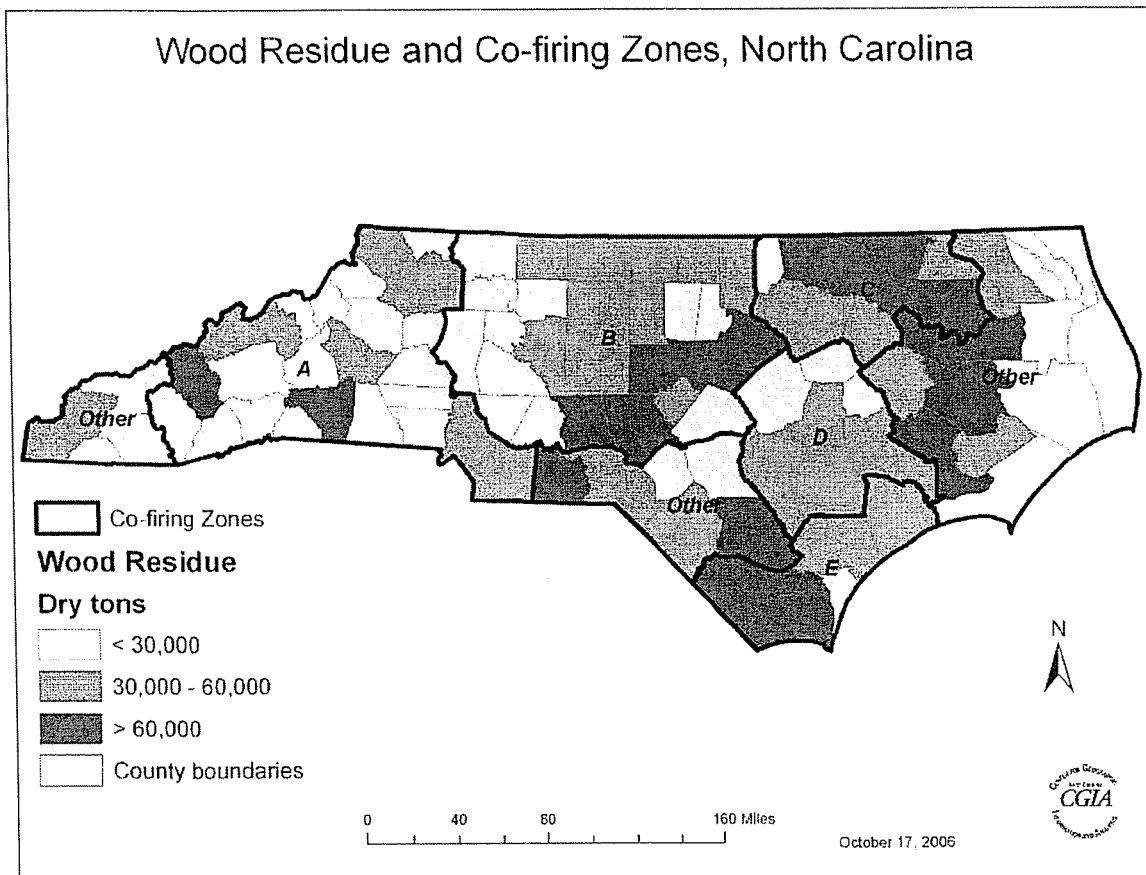 Wood Residue and Co-firing Zones, North Carolina
C
B
A
Other
Other
D
Other
E
Co-firing Zones
Wood Residue
Dry tons
< 30,000
30,000 - 60,000
> 60,000
County boundaries
N
0 40 80 160 Miles
October 17, 2006
CGIA